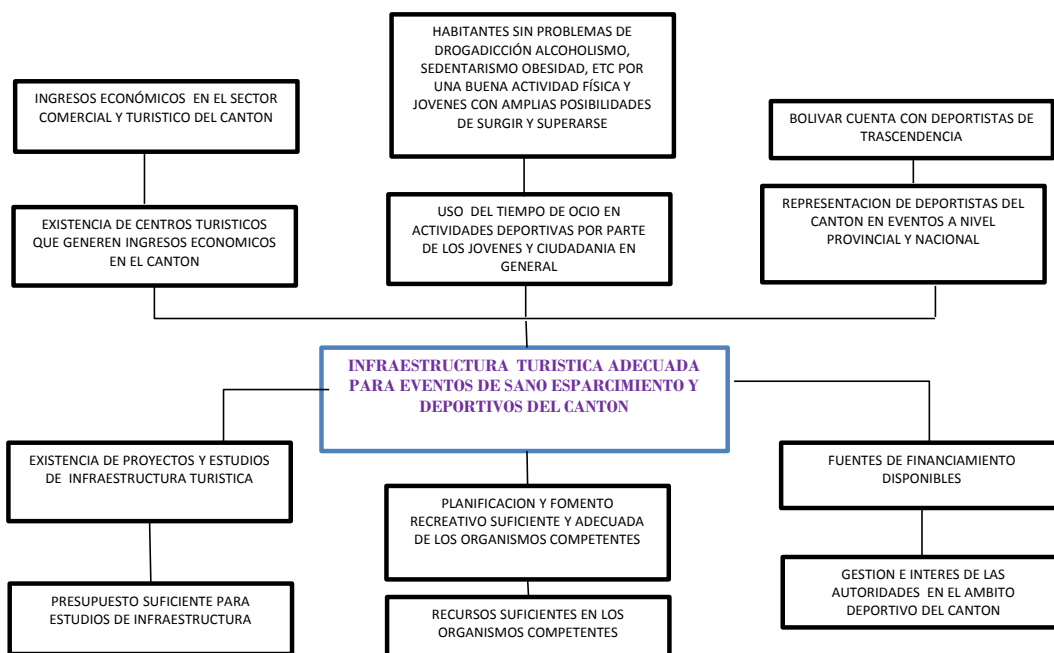 HABITANTES SIN PROBLEMAS DE
DROGADICCIÓN ALCOHOLISMO,
SEDENTARISMO OBESIDAD, ETC POR
UNA BUENA ACTIVIDAD FÍSICA Y
JOVENES CON AMPLIAS POSIBILIDADES
DE SURGIR Y SUPERARSE
INGRESOS ECONÓMICOS EN EL SECTOR
COMERCIAL Y TURISTICO DEL CANTON
BOLIVAR CUENTA CON DEPORTISTAS DE
TRASCENDENCIA
EXISTENCIA DE CENTROS TURISTICOS
QUE GENEREN INGRESOS ECONOMICOS
EN EL CANTON
USO DEL TIEMPO DE OCIO EN
ACTIVIDADES DEPORTIVAS POR PARTE
DE LOS JOVENES Y CIUDADANIA EN
GENERAL
REPRESENTACION DE DEPORTISTAS DEL
CANTON EN EVENTOS A NIVEL
PROVINCIAL Y NACIONAL
INFRAESTRUCTURA TURISTICA ADECUADA
PARA EVENTOS DE SANO ESPARCIMIENTO Y
DEPORTIVOS DEL CANTON
EXISTENCIA DE PROYECTOS Y ESTUDIOS
DE INFRAESTRUCTURA TURISTICA
PLANIFICACION Y FOMENTO
RECREATIVO SUFICIENTE Y ADECUADA
DE LOS ORGANISMOS COMPETENTES
FUENTES DE FINANCIAMIENTO
DISPONIBLES
PRESUPUESTO SUFICIENTE PARA
ESTUDIOS DE INFRAESTRUCTURA
RECURSOS SUFICIENTES EN LOS
ORGANISMOS COMPETENTES
GESTION E INTERES DE LAS
AUTORIDADES EN EL AMBITO
DEPORTIVO DEL CANTON